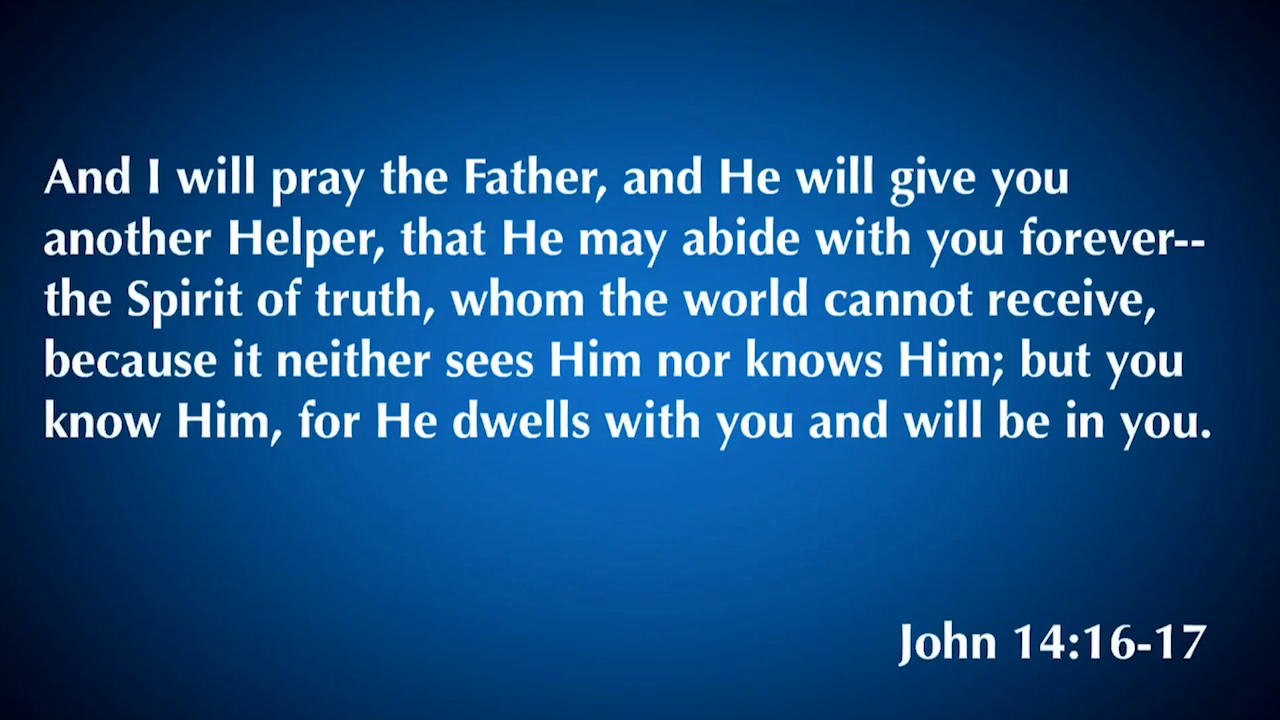 And I will pray the Father, and He will give you
another Helper, that He may abide with you forever--
the Spirit of truth, whom the world cannot receive,
because it neither sees Him nor knows Him; but you
know Him, for He dwells with you and will be in you.
John 14:16-17